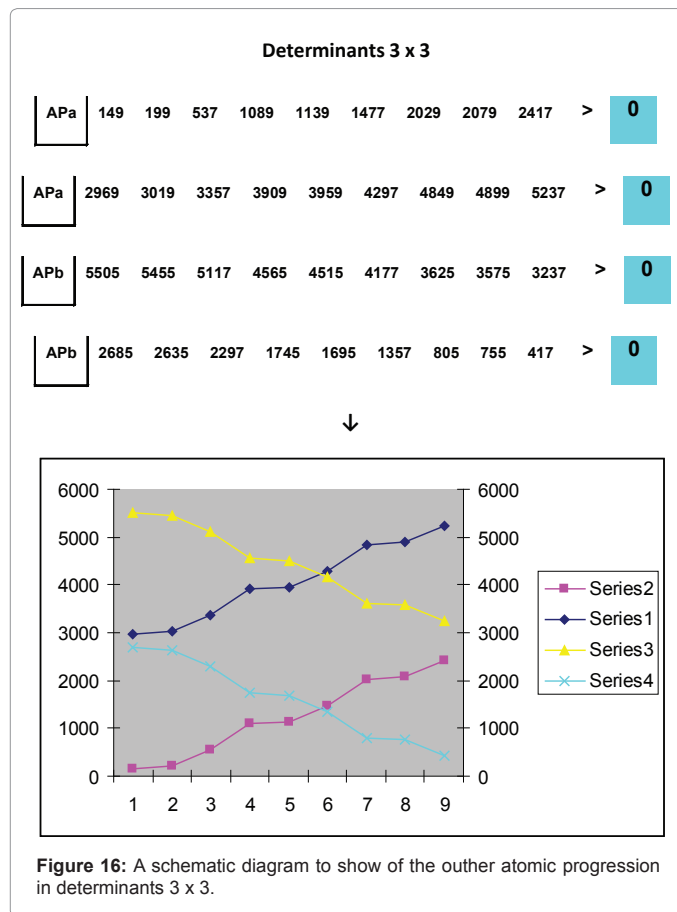 Determinants 3 x 3
APa 149 199 537 1089 1139 1477 2029 2079 2417 > 0
APa 2969 3019 3357 3909 3959 4297 4849 4899 5237 > 0
APb 5505 5455 5117 4565 4515 4177 3625 3575 3237 > 0
APb 2685 2635 2297 1745 1695 1357 805 755 417 > 0
↓
6000 6000
5000 5000
4000 4000
3000 3000
2000 2000
1000 1000
0 0
1 2 3 4 5 6 7 8 9
Series2
Series1
Series3
Series4
Figure 16: A schematic diagram to show of the outher atomic progression
in determinants 3 x 3.